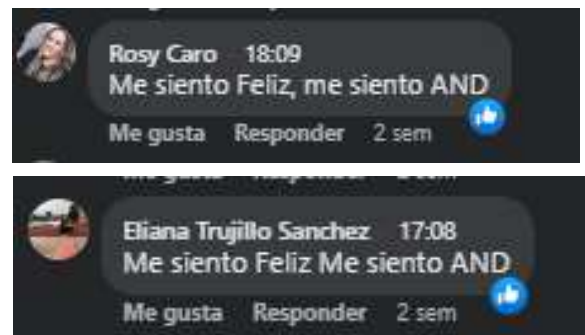 Rosy Caro 18:09
Me siento Feliz, me siento AND
Me gusta Responder 2 sem
Eliana Trujillo Sanchez 17:08
Me siento Feliz Me siento AND
Me gusta Responder 2 sem